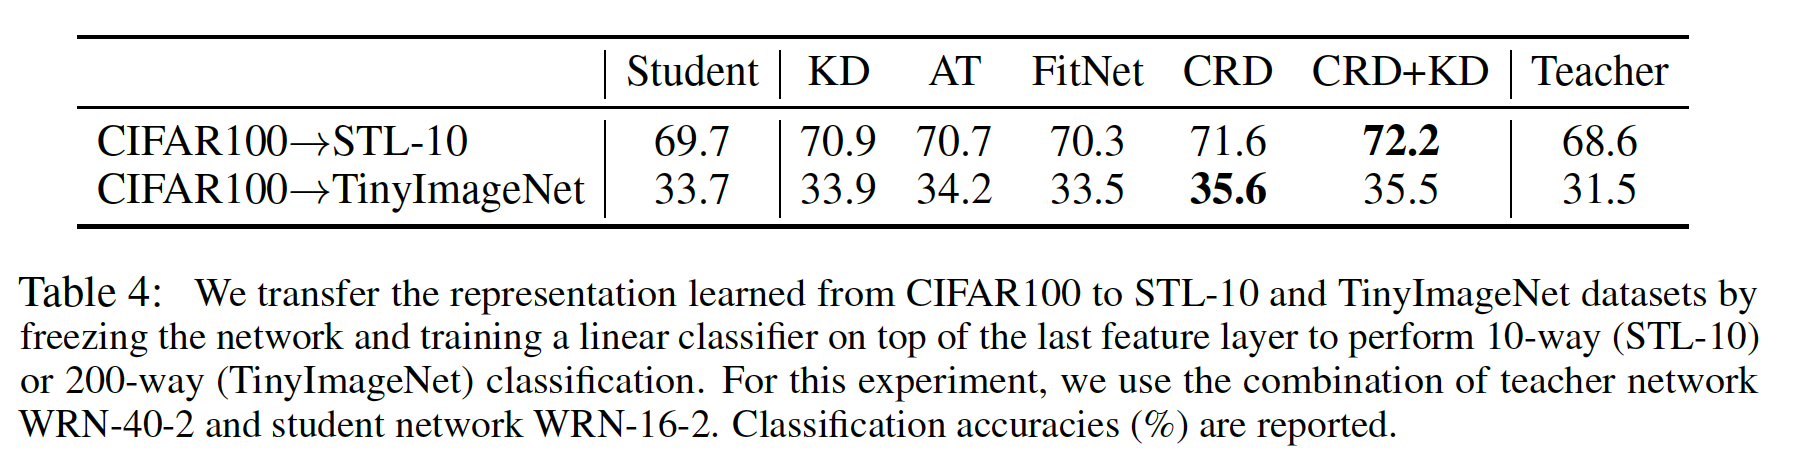 Student KD AT FitNet CRD CRD+KD Teacher
CIFAR100→STL-10 69.7 70.9 70.7 70.3 71.6 72.2 68.6
CIFAR100→TinyImageNet 33.7 33.9 34.2 33.5 35.6 35.5 31.5
Table 4: We transfer the representation learned from CIFAR100 to STL-10 and TinyImageNet datasets by
freezing the network and training a linear classifier on top of the last feature layer to perform 10-way (STL-10)
or 200-way (TinyImageNet) classification. For this experiment, we use the combination of teacher network
WRN-40-2 and student network WRN-16-2. Classification accuracies (%) are reported.